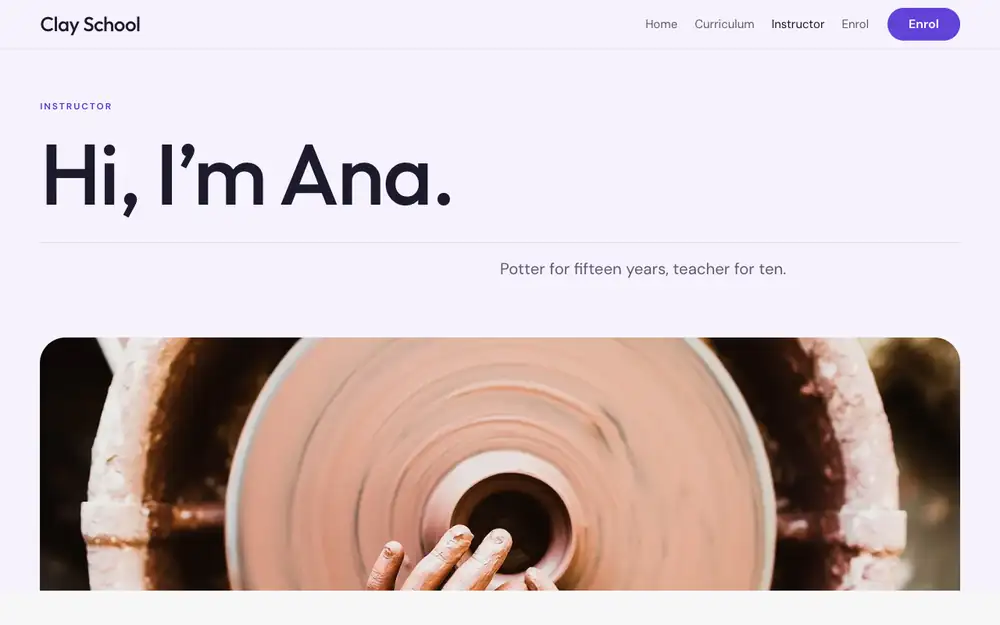 Clay School
Home Curriculum Instructor Enrol Enrol
INSTRUCTOR
Hi, I’m Ana.
Potter for fifteen years, teacher for ten.